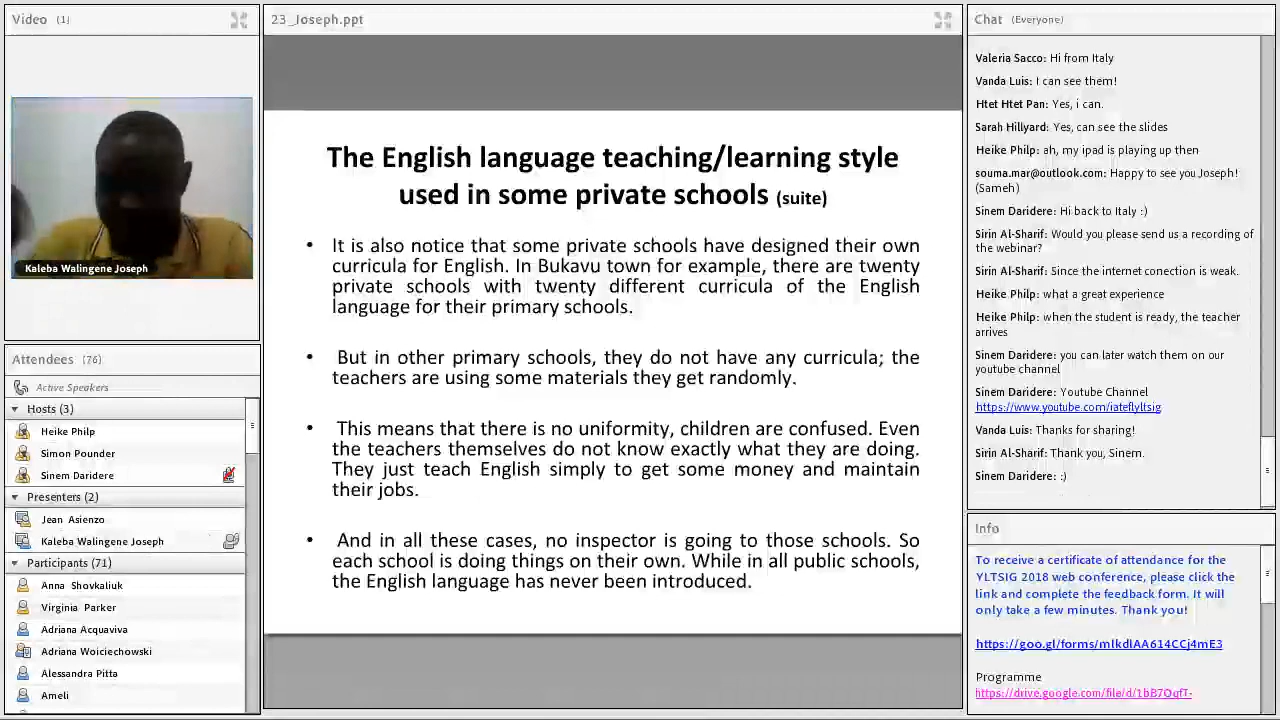 Video (1)
Kaleba Walingene Joseph
Attendees (76)
Active Speakers
Hosts (3)
Heike Philp
Simon Pounder
Sinem Daridere
Presenters (2)
Jean Asienzo
Kaleba Walingene Joseph
Participants (71)
Anna Shovkaliuk
Virginia Parker
Adriana Acquaviva
Adriana Woiciechowski
Alessandra Pitta
Ameli
23_Joseph.ppt
The English language teaching/learning style
used in some private schools (suite)
• It is also notice that some private schools have designed their own
curricula for English. In Bukavu town for example, there are twenty
private schools with twenty different curricula of the English
language for their primary schools.
• But in other primary schools, they do not have any curricula; the
teachers are using some materials they get randomly.
• This means that there is no uniformity, children are confused. Even
the teachers themselves do not know exactly what they are doing.
They just teach English simply to get some money and maintain
their jobs.
• And in all these cases, no inspector is going to those schools. So
each school is doing things on their own. While in all public schools,
the English language has never been introduced.
Chat (Everyone)
Valeria Sacco: Hi from Italy
Vanda Luis: I can see them!
Htet Htet Pan: Yes, i can.
Sarah Hillyard: Yes, can see the slides
Heike Philp: ah, my ipad is playing up then
souma.mar@outlook.com: Happy to see you Joseph!
(Sameh)
Sinem Daridere: Hi back to Italy :)
Sirin Al-Sharif: Would you please send us a recording of
the webinar?
Sirin Al-Sharif: Since the internet conection is weak.
Heike Philp: what a great experience
Heike Philp: when the student is ready, the teacher
arrives
Sinem Daridere: you can later watch them on our
youtube channel
Sinem Daridere: Youtube Channel
https://www.youtube.com/iateflyltsig
Vanda Luis: Thanks for sharing!
Sirin Al-Sharif: Thank you, Sinem.
Sinem Daridere: :)
Info
To receive a certificate of attendance for the
YLTSIG 2018 web conference, please click the
link and complete the feedback form. It will
only take a few minutes. Thank you!
https://goo.gl/forms/mlkdlAA614CCj4mE3
Programme
https://drive.google.com/file/d/1bB7OqfT-